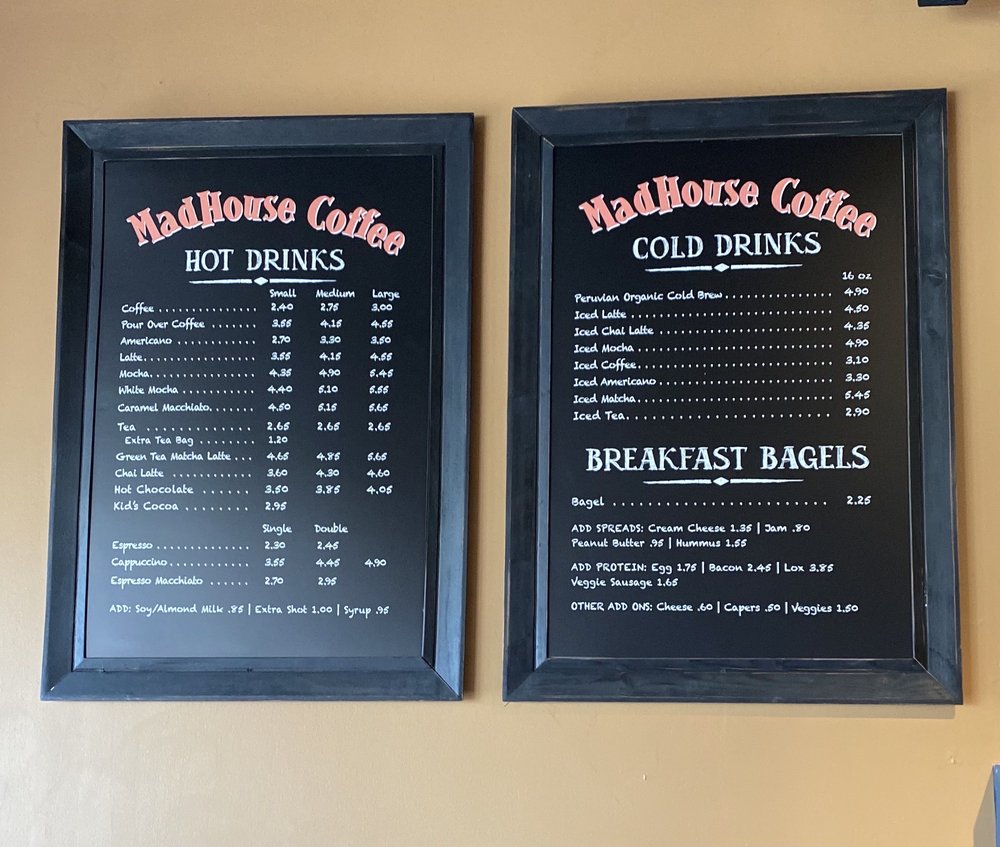 MadHouse Coffee
HOT DRINKS
Small Medium Large
Coffee .............. 2.40 2.75 3.00
Pour Over Coffee ....... 3.55 4.15 4.55
Americano ............ 2.70 3.30 3.50
Latte................ 3.55 4.15 4.55
Mocha................ 4.35 4.90 5.45
White Mocha ........... 4.40 5.10 5.55
Caramel Macchiato....... 4.50 5.15 5.65
Tea ................ 2.65 2.65 2.65
Extra Tea Bag ........ 1.20
Green Tea Matcha Latte ... 4.65 4.85 5.65
Chai Latte ............ 3.60 4.30 4.60
Hot Chocolate ....... 3.50 3.85 4.05
Kid's Cocoa ......... 2.95
Single Double
Espresso .............. 2.30 2.45
Cappuccino............. 3.55 4.45 4.90
Espresso Macchiato ...... 2.70 2.95
ADD: Soy/Almond Milk .85 | Extra Shot 1.00 | Syrup .95
MadHouse Coffee
COLD DRINKS
16 oz
Peruvian Organic Cold Brew.............. 4.90
Iced Latte .......................... 4.50
Iced Chai Latte ....................... 4.35
Iced Mocha ......................... 4.90
Iced Coffee.......................... 3.10
Iced Americano....................... 3.30
Iced Matcha......................... 5.45
Iced Tea........................ 2.90
BREAKFAST BAGELS
Bagel .......................... 2.25
ADD SPREADS: Cream Cheese 1.35 | Jam .80
Peanut Butter .95 | Hummus 1.55
ADD PROTEIN: Egg 1.75 | Bacon 2.45 | Lox 3.85
Veggie Sausage 1.65
OTHER ADD ONS: Cheese .60 | Capers .50 | Veggies 1.50